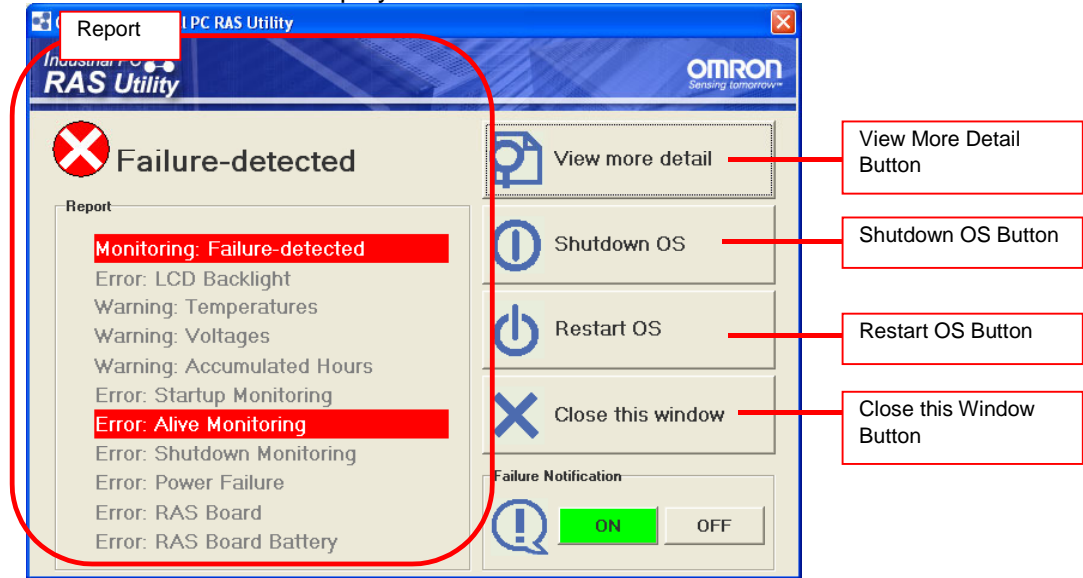 Report
l PC RAS Utility
Industrial PC
RAS Utility
OMRON
Sensing tomorrow™
Failure-detected
Report
Monitoring: Failure-detected
Error: LCD Backlight
Warning: Temperatures
Warning: Voltages
Warning: Accumulated Hours
Error: Startup Monitoring
Error: Alive Monitoring
Error: Shutdown Monitoring
Error: Power Failure
Error: RAS Board
Error: RAS Board Battery
View more detail
Shutdown OS
Restart OS
Close this window
Failure Notification
ON
OFF
View More Detail
Button
Shutdown OS Button
Restart OS Button
Close this Window
Button